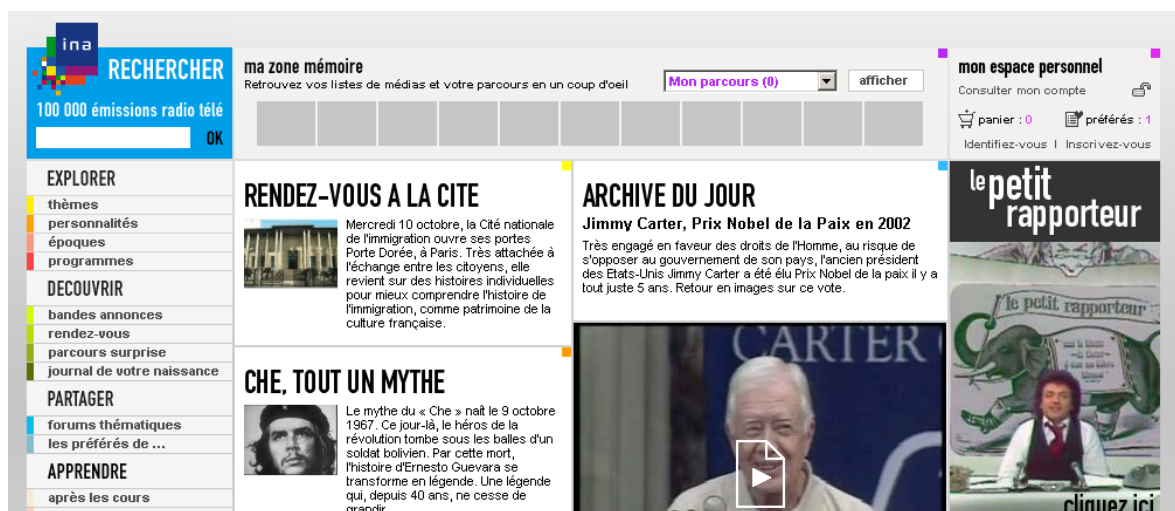 ina
RECHERCHER
100 000 émissions radio télé
OK
ma zone mémoire
Retrouvez vos listes de médias et votre parcours en un coup d'oeil
Mon parcours (0)
afficher
mon espace personnel
Consulter mon compte
panier : 0
préférés : 1
Identifiez-vous I Inscrivez-vous
EXPLORER
thèmes
personnalités
époques
programmes
DECOUVRIR
bandes annonces
rendez-vous
parcours surprise
journal de votre naissance
PARTAGER
forums thématiques
les préférés de ...
APPRENDRE
après les cours
RENDEZ-VOUS A LA CITE
Mercredi 10 octobre, la Cité nationale
de l'immigration ouvre ses portes
Porte Dorée, à Paris. Très attachée à
l'échange entre les citoyens, elle
revient sur des histoires individuelles
pour mieux comprendre l'histoire de
l'immigration, comme patrimoine de la
culture française.
CHE, TOUT UN MYTHE
Le mythe du « Che » naît le 9 octobre
1967. Ce jour-là, le héros de la
révolution tombe sous les balles d'un
soldat bolivien. Par cette mort,
l'histoire d'Ernesto Guevara se
transforme en légende. Une légende
qui, depuis 40 ans, ne cesse de
grandir.
ARCHIVE DU JOUR
Jimmy Carter, Prix Nobel de la Paix en 2002
Très engagé en faveur des droits de l'Homme, au risque de
s'opposer au gouvernement de son pays, l'ancien président
des Etats-Unis Jimmy Carter a été élu Prix Nobel de la paix il y a
tout juste 5 ans. Retour en images sur ce vote.
CARTER
le petit
rapporteur
le petit rapporteur
cliquez ici